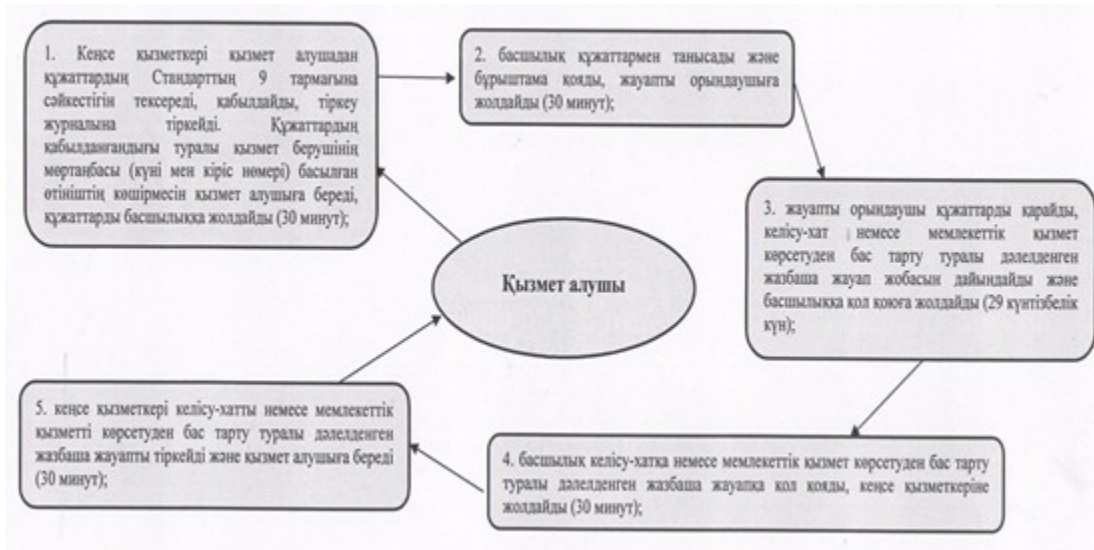 1. Кеңсе қызметкері қызмет алушадан
құжаттардың Стандарттың 9 тармағына
сәйкестігін тексереді, қабылдайды, тіркеу
журналына тіркейді. Құжаттардың
қабылданғандығы туралы қызмет берушінің
мөртаңбасы (күні мен кіріс нөмері) басылған
өтініштің көшірмесін қызмет алушыға береді,
құжаттарды басшылыққа жолдайды (30 минут);
2. басшылық құжаттармен танысады және
бұрыштама қояды, жауапты орындаушыға
жолдайды (30 минут);
3. жауапты орындаушы құжаттарды қарайды,
келісу-хат немесе мемлекеттік қызмет
көрсетуден бас тарту туралы дәлелденген
жазбаша жауап жобасын дайындайды және
басшылыққа қол қоюға жолдайды (29 күнтізбелік
күн);
Қызмет алушы
4. басшылық келісу-хатқа немесе мемлекеттік қызмет көрсетуден бас тарту
туралы дәлелденген жазбаша жауапқа қол қояды, кеңсе қызметкеріне
жолдайды (30 минут);
5. кеңсе қызметкері келісу-хатты немесе мемлекеттік
қызметті көрсетуден бас тарту туралы дәлелденген
жазбаша жауапты тіркейді және қызмет алушыға береді
(30 минут);